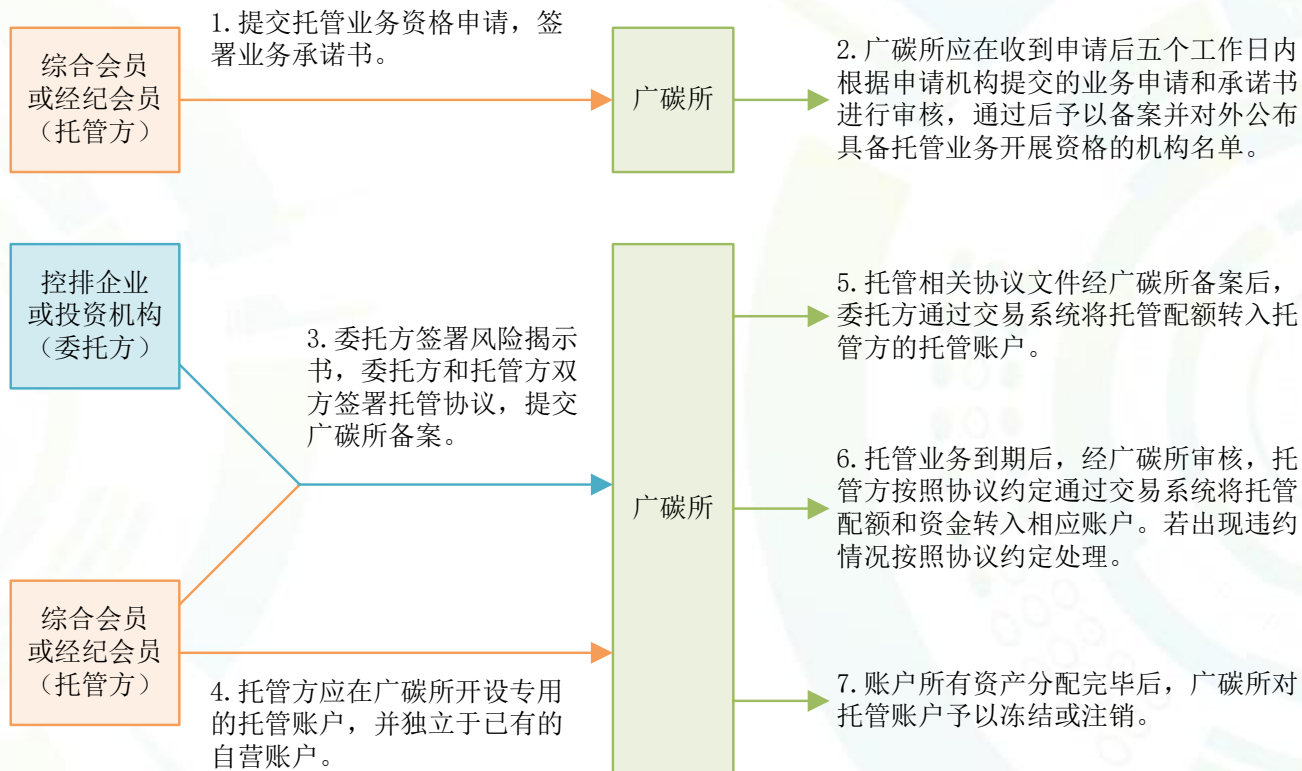 1.提交托管业务资格申请，签
署业务承诺书。
综合会员
或经纪会员
（托管方）
广碳所
2.广碳所应在收到申请后五个工作日内
根据申请机构提交的业务申请和承诺书
进行审核，通过后予以备案并对外公布
具备托管业务开展资格的机构名单。
控排企业
或投资机构
（委托方）
3.委托方签署风险揭示
书，委托方和托管方双
方签署托管协议，提交
广碳所备案。
综合会员
或经纪会员
（托管方）
4.托管方应在广碳所开设专用
的托管账户，并独立于已有的
自营账户。
广碳所
5.托管相关协议文件经广碳所备案后，
委托方通过交易系统将托管配额转入托
管方的托管账户。
6.托管业务到期后，经广碳所审核，托
管方按照协议约定通过交易系统将托管
配额和资金转入相应账户。若出现违约
情况按照协议约定处理。
7.账户所有资产分配完毕后，广碳所对
托管账户予以冻结或注销。